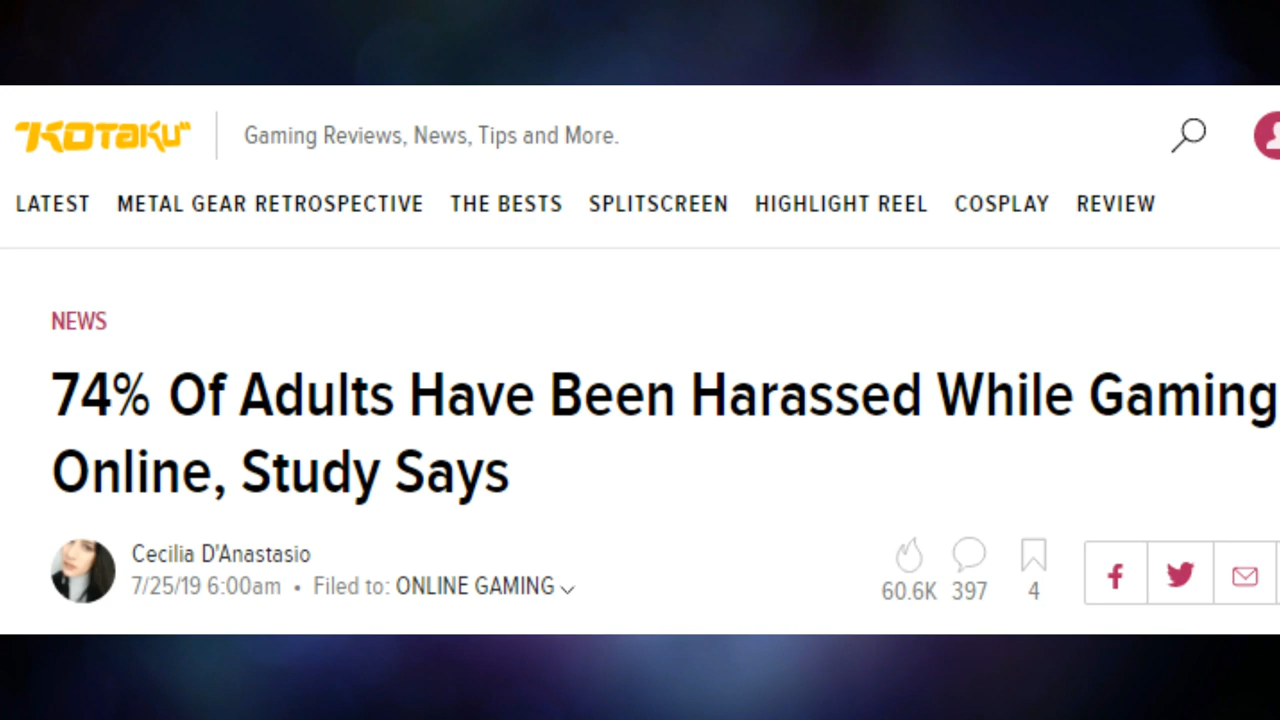 KOTaKU
Gaming Reviews, News, Tips and More.
LATEST METAL GEAR RETROSPECTIVE THE BESTS SPLITSCREEN HIGHLIGHT REEL COSPLAY REVIEW
NEWS
74% Of Adults Have Been Harassed While Gaming
Online, Study Says
Cecilia D'Anastasio
7/25/19 6:00am • Filed to: ONLINE GAMING
60.6K 397 4